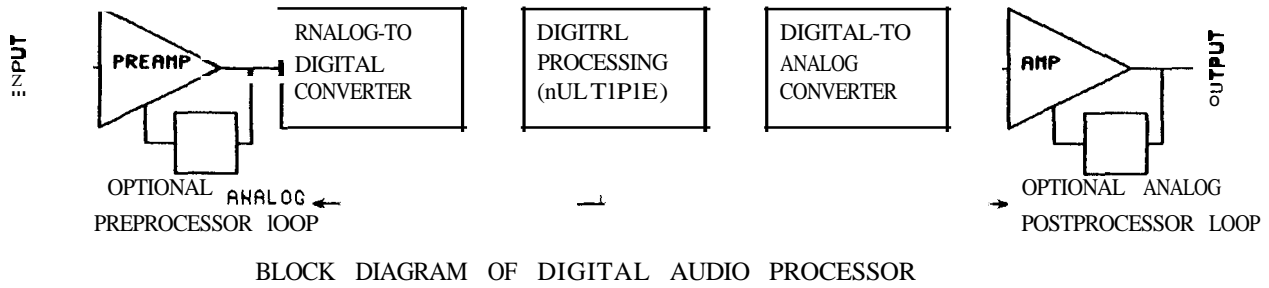 INPUT
PREAMP
RNALOG-TO
DIGITAL
CONVERTER
DIGITRL
PROCESSING
(nULT1P1E)
DIGITAL-TO
ANALOG
CONVERTER
AMP
OUTPUT
OPTIONAL ANALOG
PREPROCESSOR lOOP
OPTIONAL ANALOG
POSTPROCESSOR LOOP
BLOCK DIAGRAM OF DIGITAL AUDIO PROCESSOR